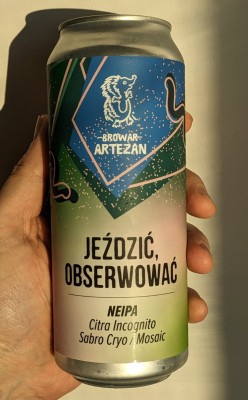 BROWAR
ARTEZAN
JEŹDZIĆ,
OBSERWOWAĆ
NEIPA
Citra Incognito
Sabro Cryo / Mosaic